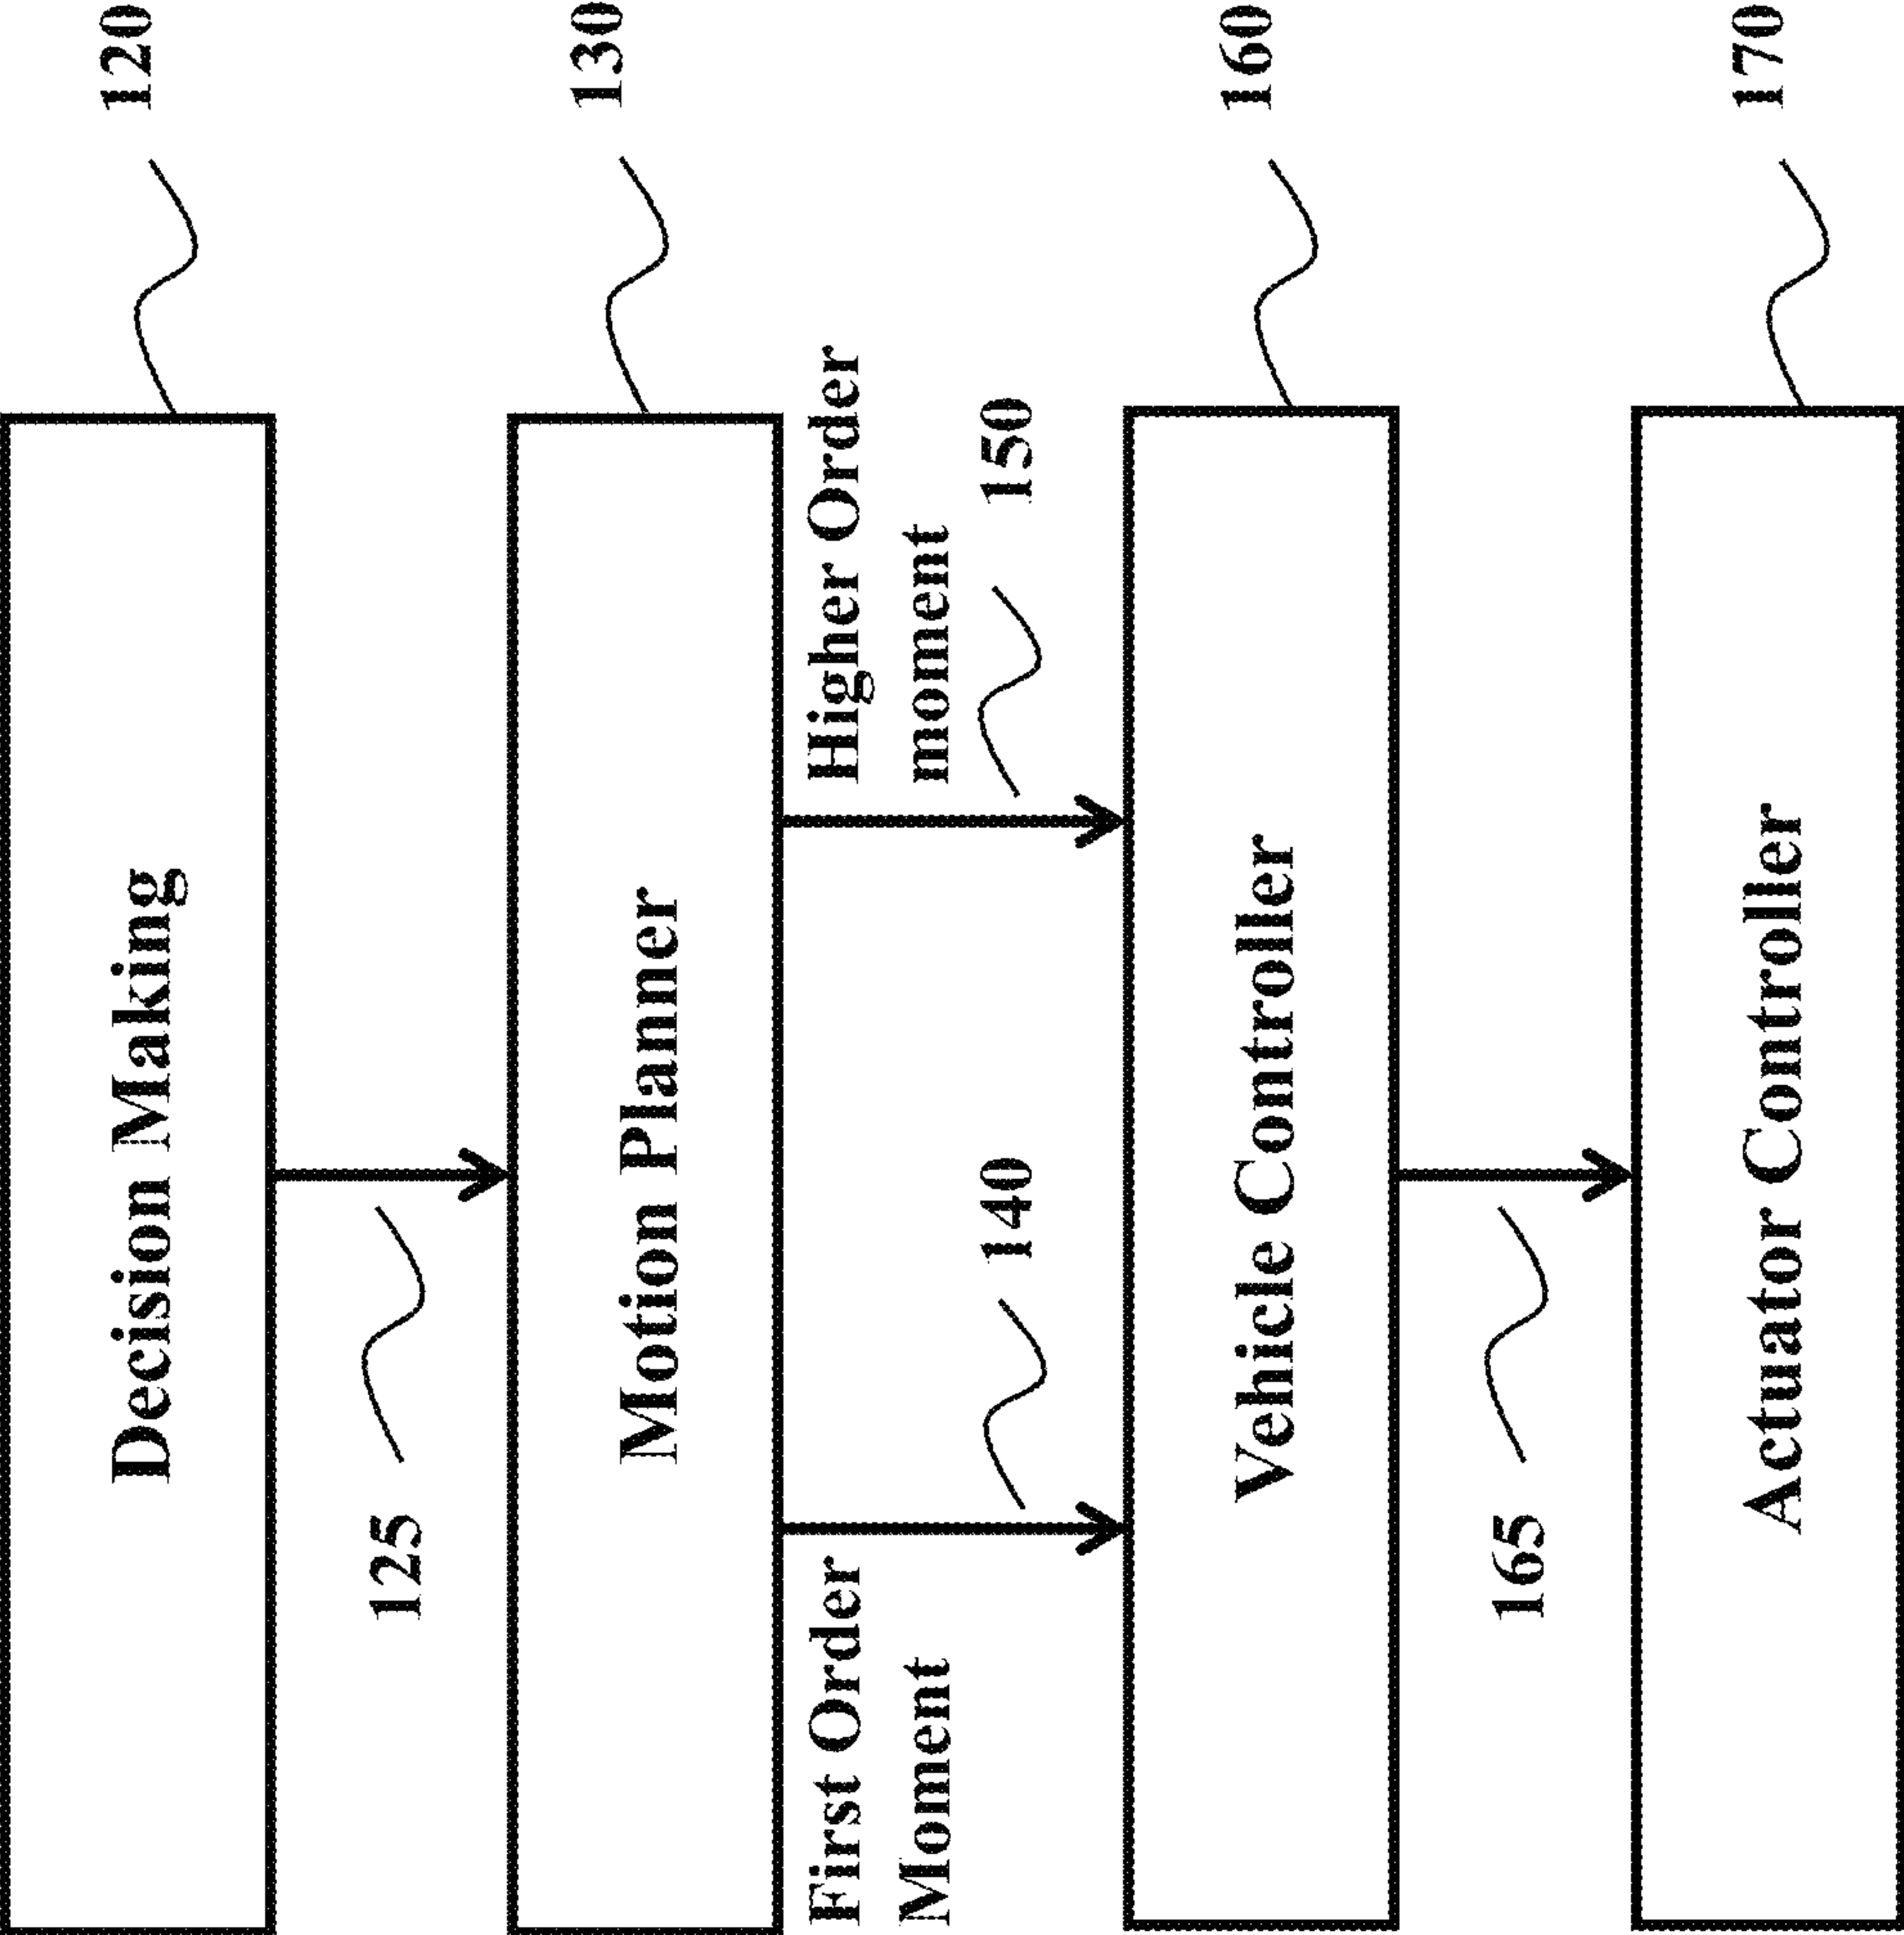 Decision Making
120
125
Motion Planner
130
First Order
Moment
140
Higher Order
moment
150
Vehicle Controller
160
165
Actuator Controller
170